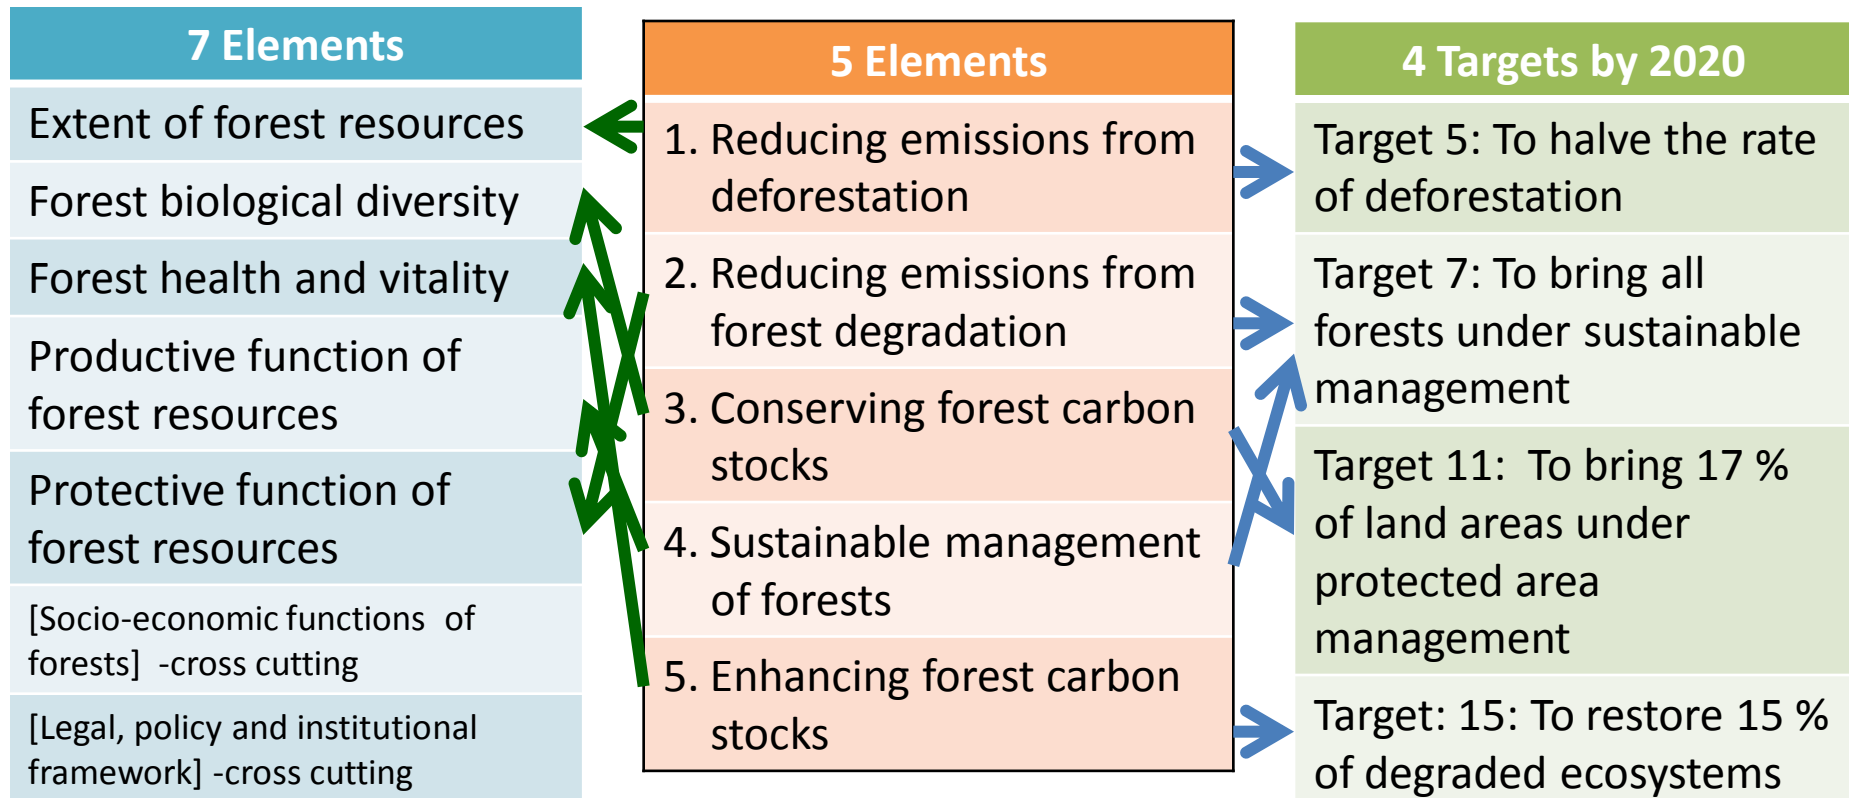 7 Elements
Extent of forest resources
Forest biological diversity
Forest health and vitality
Productive function of
forest resources
Protective function of
forest resources
[Socio-economic functions of
forests] -cross cutting
[Legal, policy and institutional
framework] -cross cutting
5 Elements
1. Reducing emissions from
deforestation
2. Reducing emissions from
forest degradation
3. Conserving forest carbon
stocks
4. Sustainable management
of forests
5. Enhancing forest carbon
stocks
4 Targets by 2020
Target 5: To halve the rate
of deforestation
Target 7: To bring all
forests under sustainable
management
Target 11: To bring 17 %
of land areas under
protected area
management
Target: 15: To restore 15 %
of degraded ecosystems